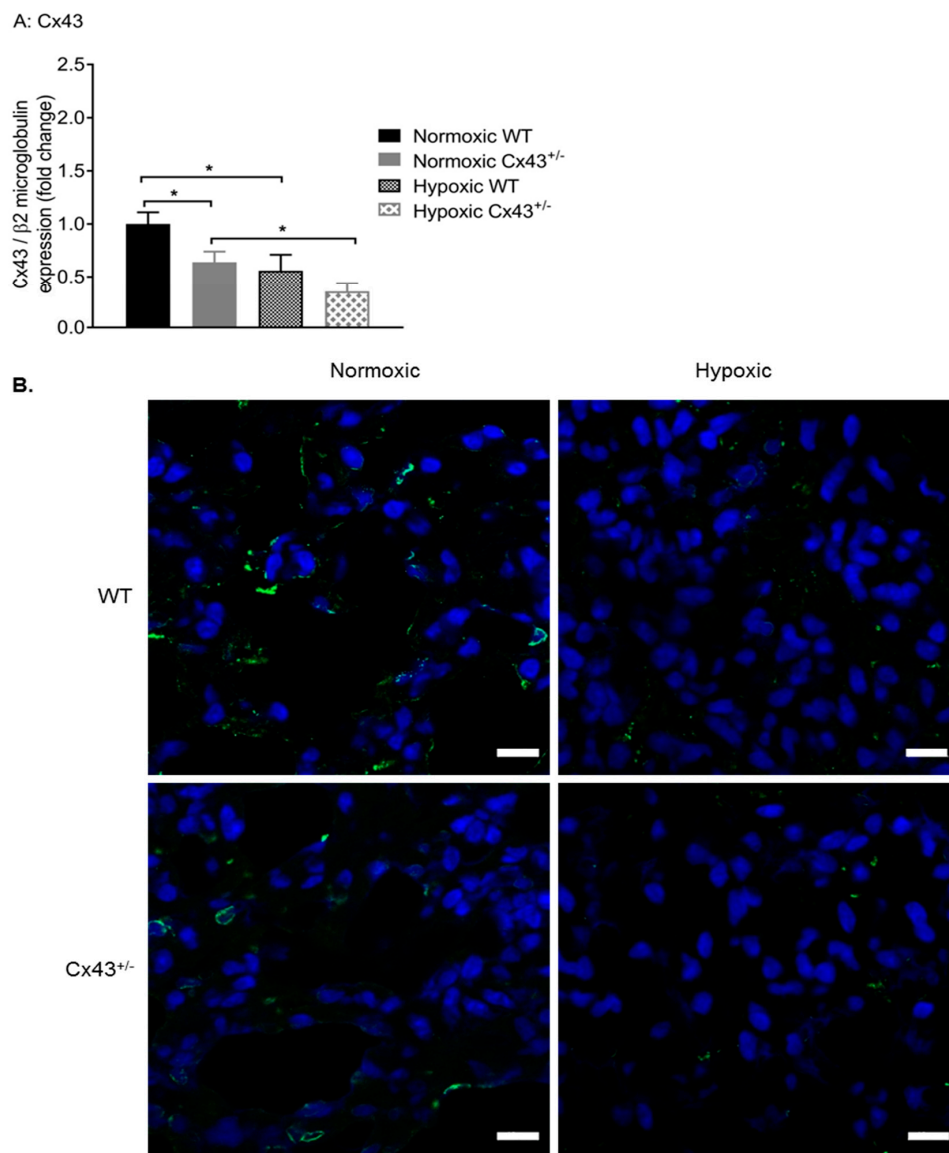 A: Cx43
Cx43 / β2 microglobulin
expression (fold change)
2.5
2.0
1.5
1.0
0.5
0.0
*
*
*
Normoxic WT
Normoxic Cx43+/-
Hypoxic WT
Hypoxic Cx43+/-
B.
Normoxic
Hypoxic
WT
Cx43+/-